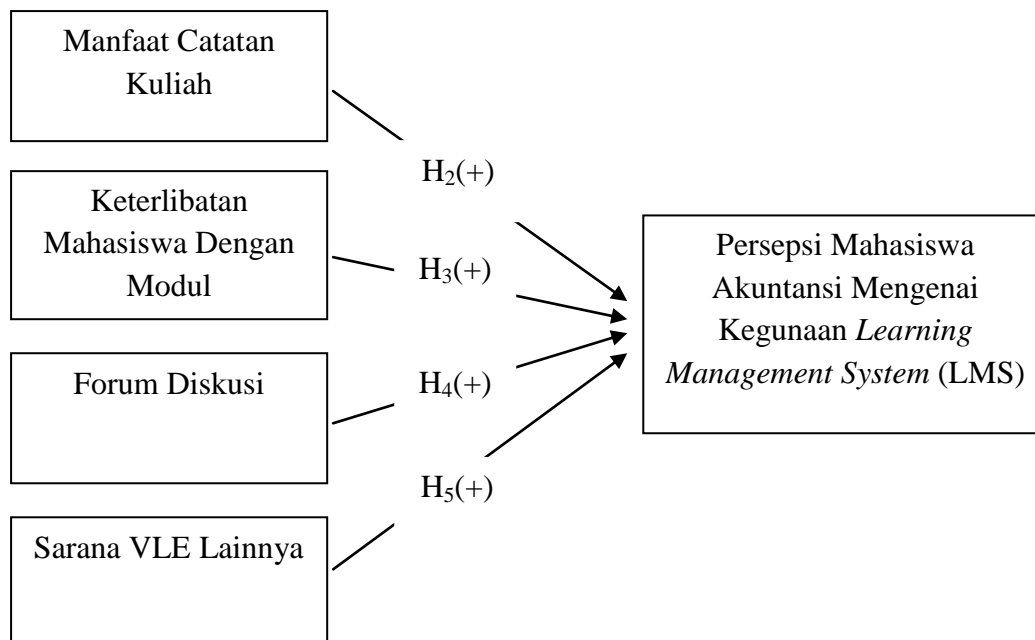 Manfaat Catatan
Kuliah
H₂(+)
Keterlibatan
Mahasiswa Dengan
Modul
H₃(+)
Persepsi Mahasiswa
Akuntansi Mengenai
Kegunaan Learning
Management System (LMS)
Forum Diskusi
H₄(+)
H₅(+)
Sarana VLE Lainnya